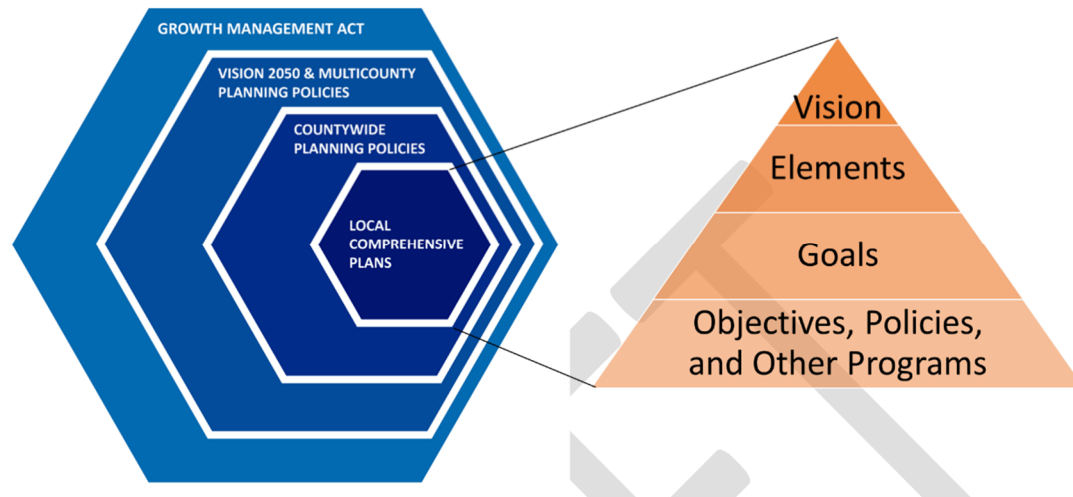 GROWTH MANAGEMENT ACT
VISION 2050 & MULTICOUNTY
PLANNING POLICIES
COUNTYWIDE
PLANNING POLICIES
LOCAL
COMPREHENSIVE
PLANS
Vision
Elements
Goals
Objectives, Policies,
and Other Programs